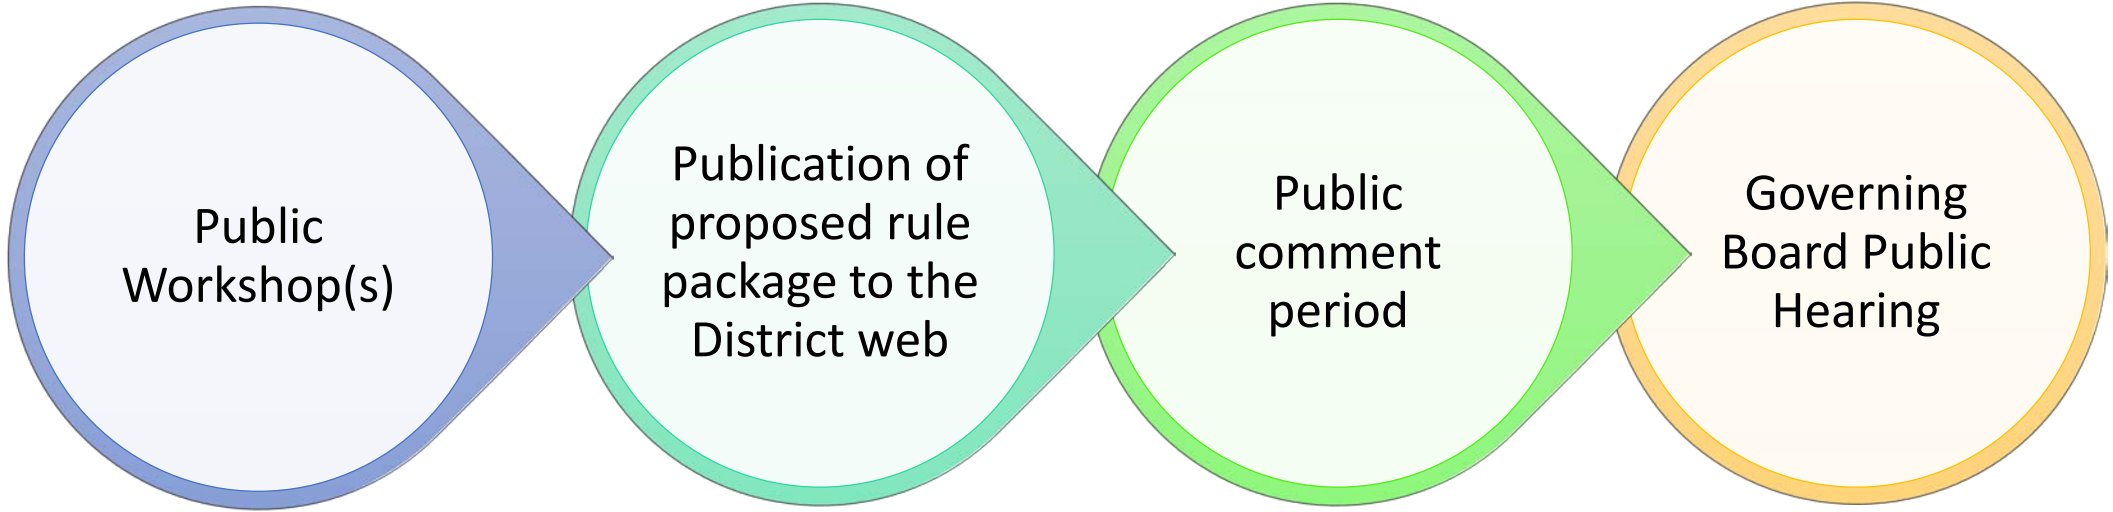 Public
Workshop(s)
Publication of
proposed rule
package to the
District web
Public
comment
period
Governing
Board Public
Hearing